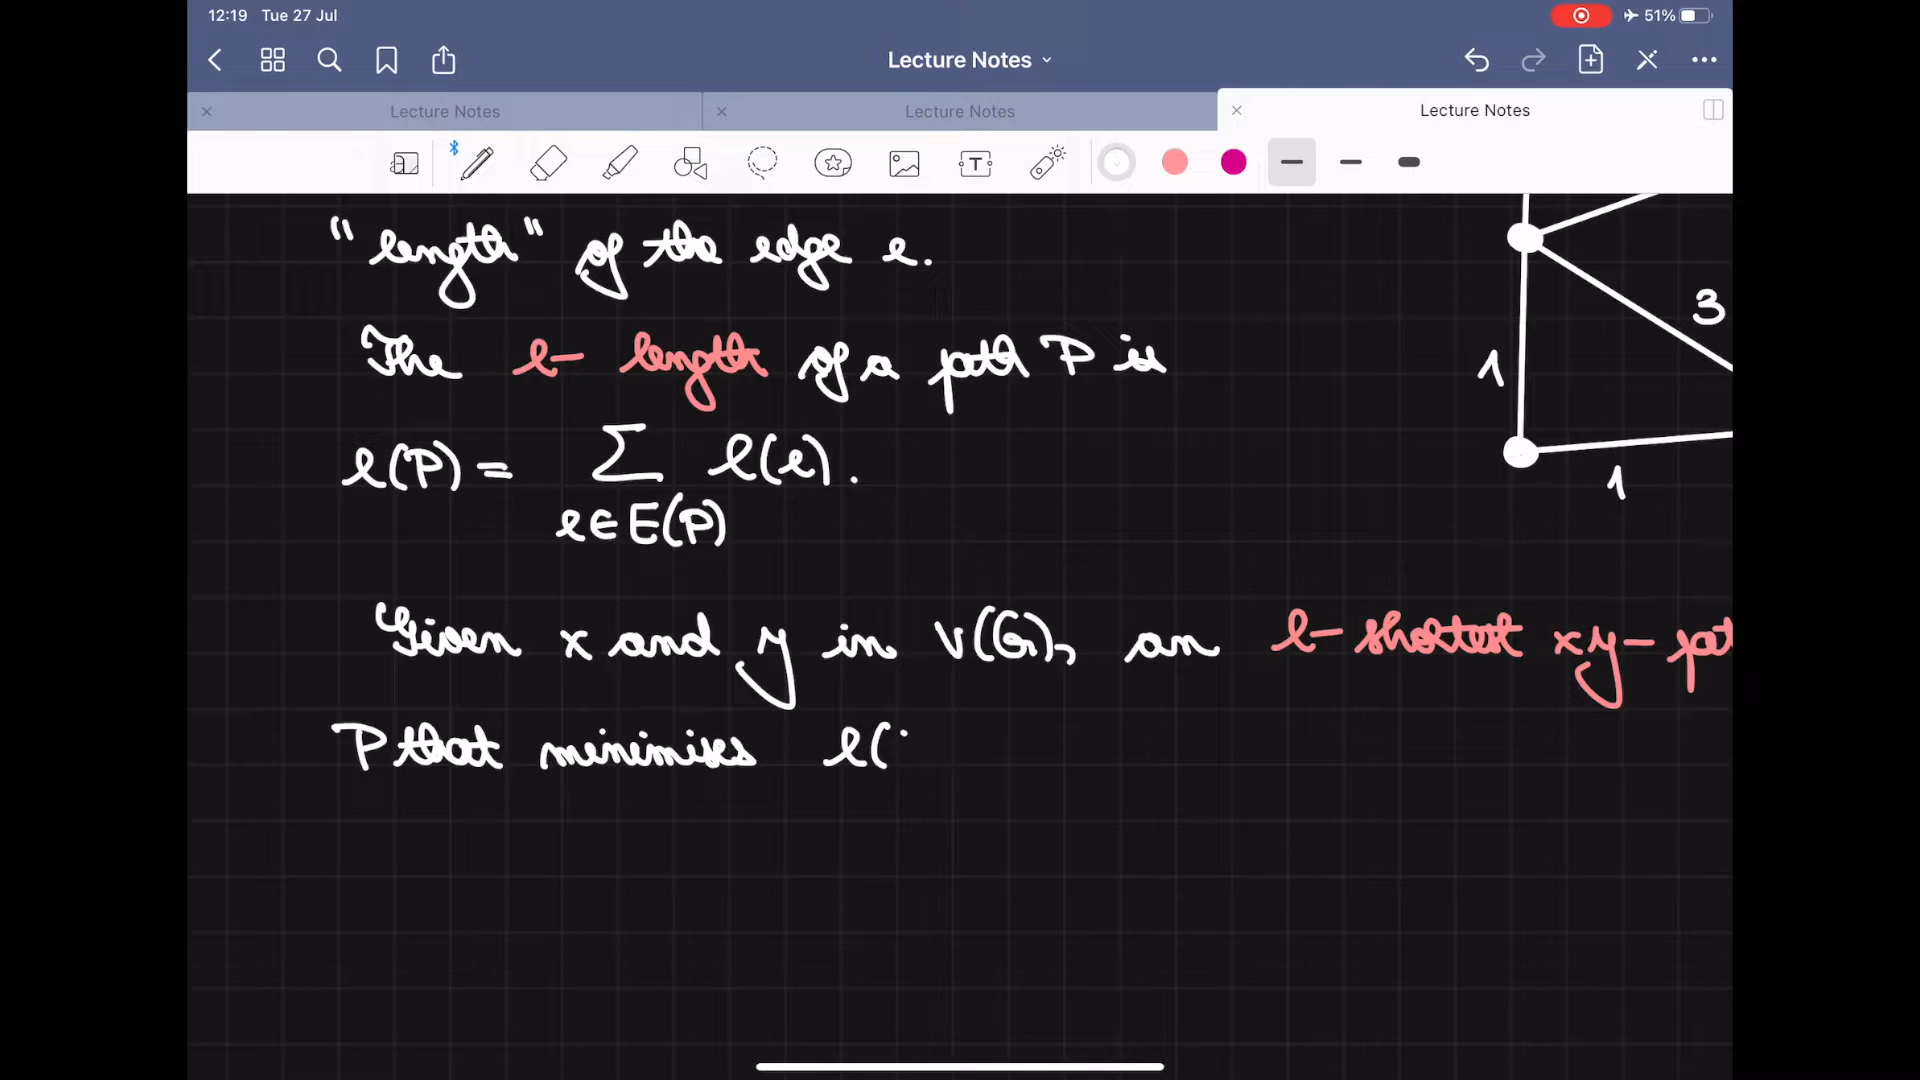 12:19 Tue 27 Jul
51%
Lecture Notes
Lecture Notes
Lecture Notes
Lecture Notes
"length" of the edge e.
The ℓ- length of a path P is
ℓ(P) = ∑ ℓ(e).
e∈E(P)
Given x and y in V(G), an ℓ-shortest xy-pat
P that minimises ℓ(
3
1
1